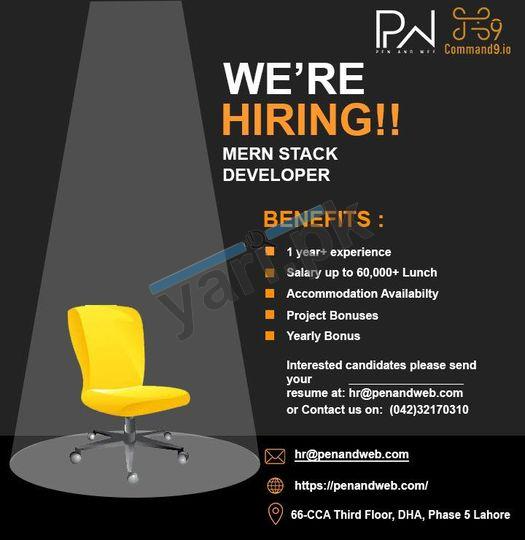 PEN AND WEB
Command9.io
WE'RE
HIRING!!
MERN STACK
DEVELOPER
BENEFITS :
1 year+ experience
Salary up to 60,000+ Lunch
Accommodation Availabilty
Project Bonuses
Yearly Bonus
Interested candidates please send
your
resume at: hr@penandweb.com
or Contact us on: (042)32170310
hr@penandweb.com
https://penandweb.com/
66-CCA Third Floor, DHA, Phase 5 Lahore
yari.pk